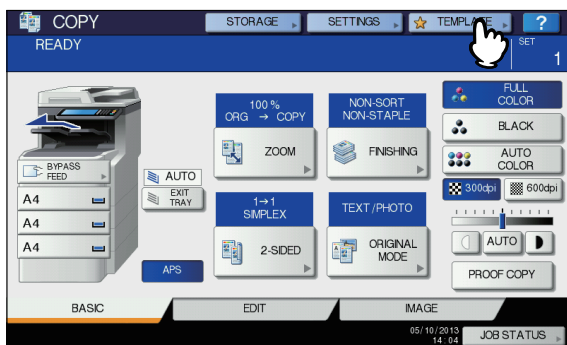 COPY
STORAGE
SETTINGS
TEMPLATE
?
READY
SET
1
BYPASS
FEED
A4
A4
A4
AUTO
EXIT
TRAY
APS
100 %
ORG → COPY
ZOOM
NON-SORT
NON-STAPLE
FINISHING
1→1
SIMPLEX
2-SIDED
TEXT/PHOTO
ORIGINAL
MODE
FULL
COLOR
BLACK
AUTO
COLOR
300dpi
600dpi
AUTO
PROOF COPY
BASIC
EDIT
IMAGE
05/10/2013
14:04
JOB STATUS